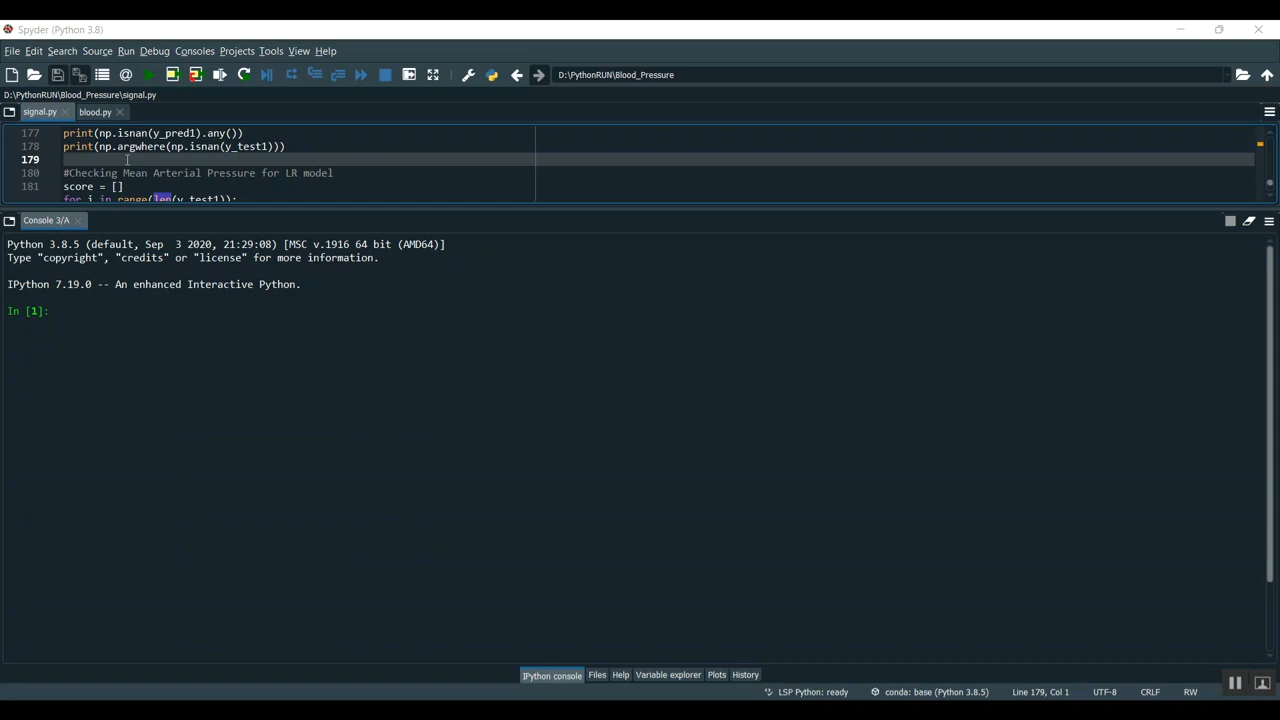 Spyder (Python 3.8)
File Edit Search Source Run Debug Consoles Projects Tools View Help
D:\PythonRUN\Blood_Pressure
D:\PythonRUN\Blood_Pressure\signal.py
signal.py blood.py
177 print(np.isnan(y_pred1).any())
178 print(np.argwhere(np.isnan(y_test1)))
179
180 #Checking Mean Arterial Pressure for LR model
181 score = []
for i in range(len(y_test1)):
Console 3/A
Python 3.8.5 (default, Sep  3 2020, 21:29:08) [MSC v.1916 64 bit (AMD64)]
Type "copyright", "credits" or "license" for more information.
IPython 7.19.0 -- An enhanced Interactive Python.
In [1]:
IPython console Files Help Variable explorer Plots History
LSP Python: ready conda: base (Python 3.8.5) Line 179, Col 1 UTF-8 CRLF RW